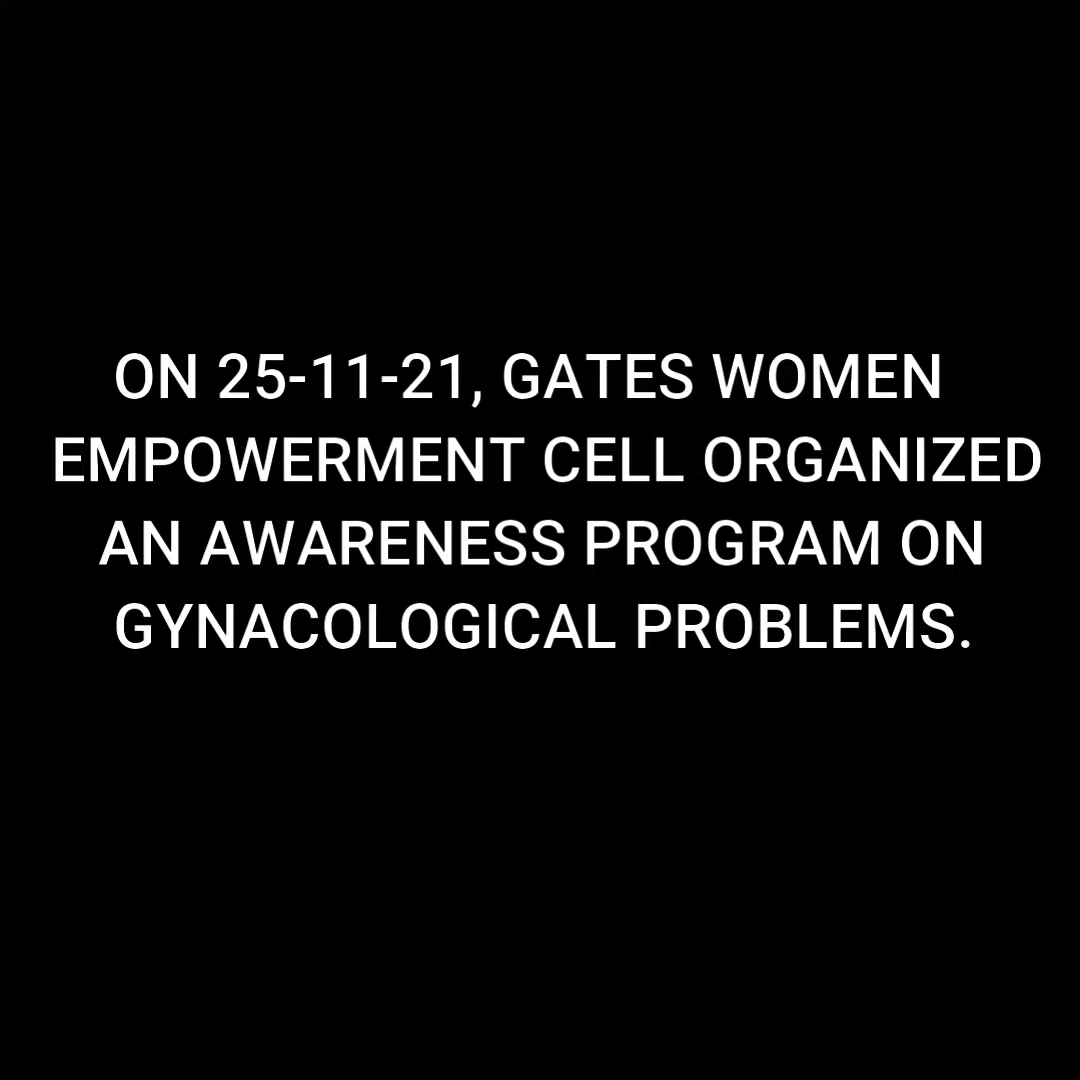 ON 25-11-21, GATES WOMEN
EMPOWERMENT CELL ORGANIZED
AN AWARENESS PROGRAM ON
GYNACOLOGICAL PROBLEMS.